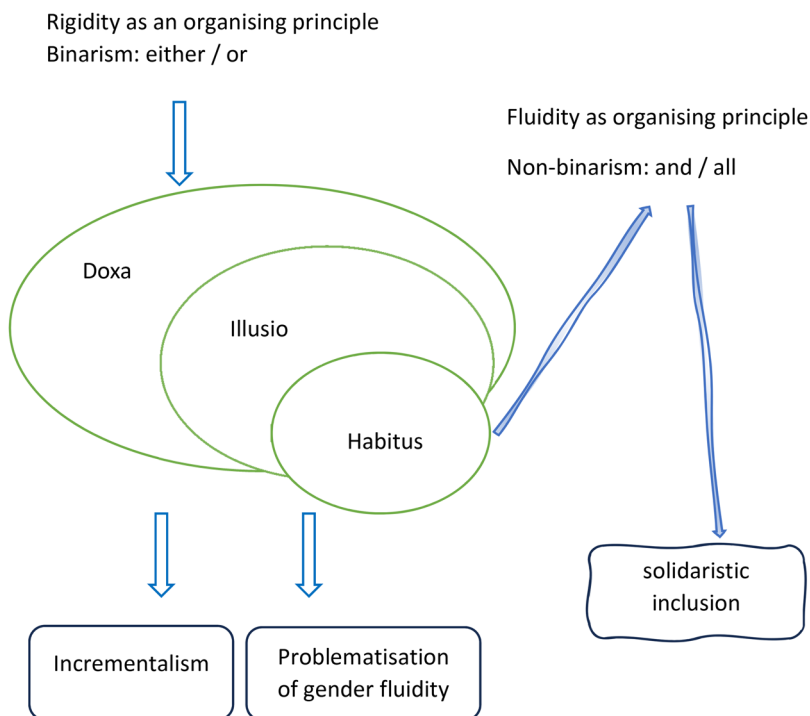 Rigidity as an organising principle
Binarism: either / or
Fluidity as organising principle
Non-binarism: and / all
Doxa
Illusio
Habitus
solidaristic
inclusion
Incrementalism
Problematisation
of gender fluidity